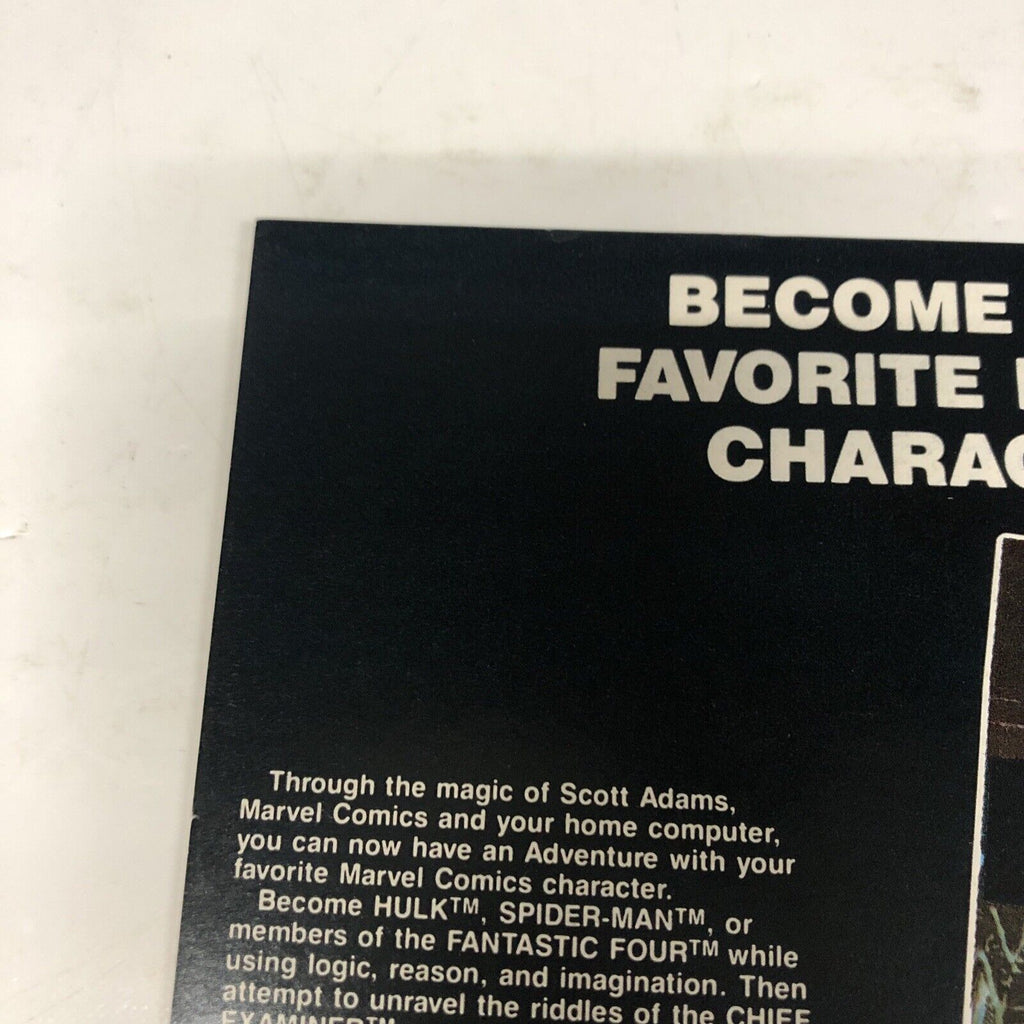 BECOME
FAVORITE
CHARAC
Through the magic of Scott Adams,
Marvel Comics and your home computer,
you can now have an Adventure with your
favorite Marvel Comics character.
Become HULK™, SPIDER-MAN™, or
members of the FANTASTIC FOUR™ while
using logic, reason, and imagination. Then
attempt to unravel the riddles of the CHIEF
EXAMINER™